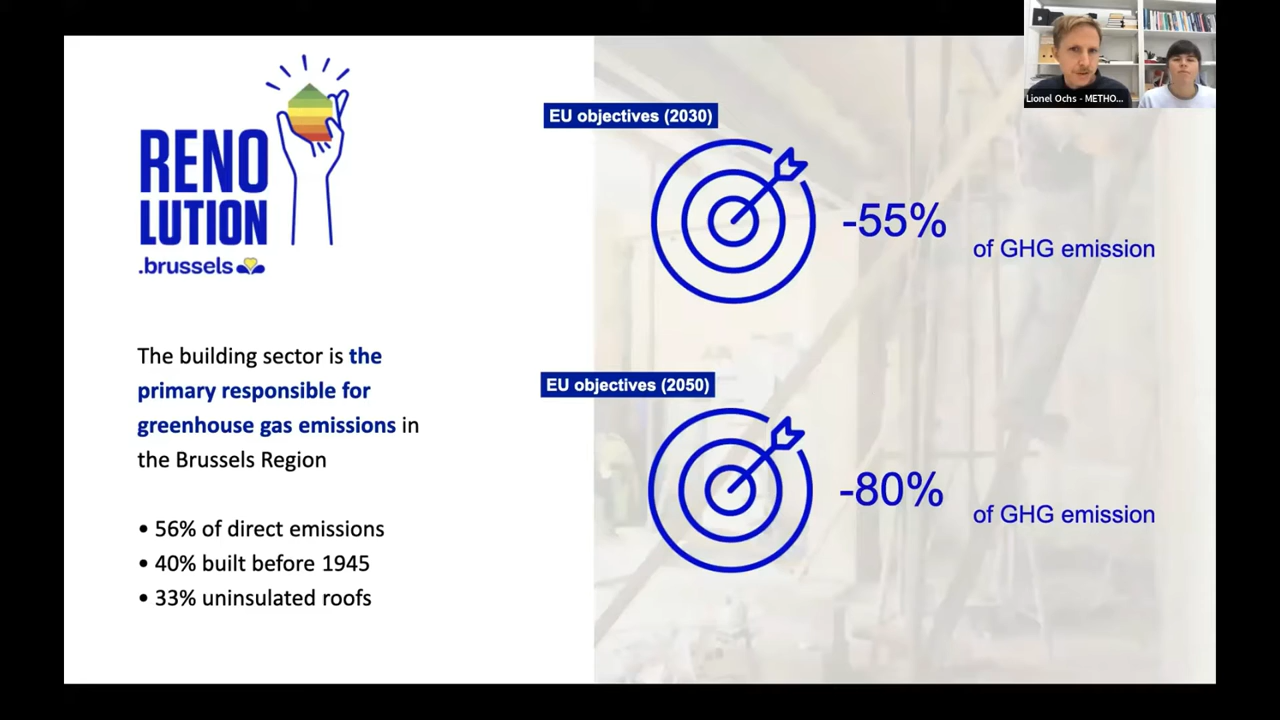 RENO
LUTION
.brussels
The building sector is the
primary responsible for
greenhouse gas emissions in
the Brussels Region
• 56% of direct emissions
• 40% built before 1945
• 33% uninsulated roofs
EU objectives (2030)
-55%
of GHG emission
EU objectives (2050)
-80%
of GHG emission
Lionel Ochs - METHO...